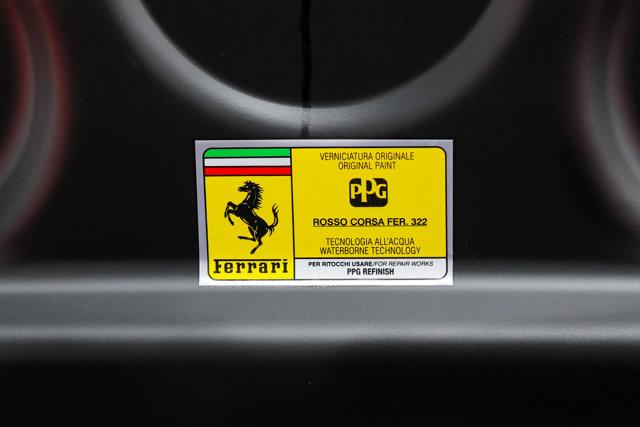 VERNICIATURA ORIGINALE
ORIGINAL PAINT
PPG
ROSSO CORSA FER. 322
TECNOLOGIA ALL'ACQUA
WATERBORNE TECHNOLOGY
Ferrari
PER RITOCCHI USARE/FOR REPAIR WORKS
PPG REFINISH